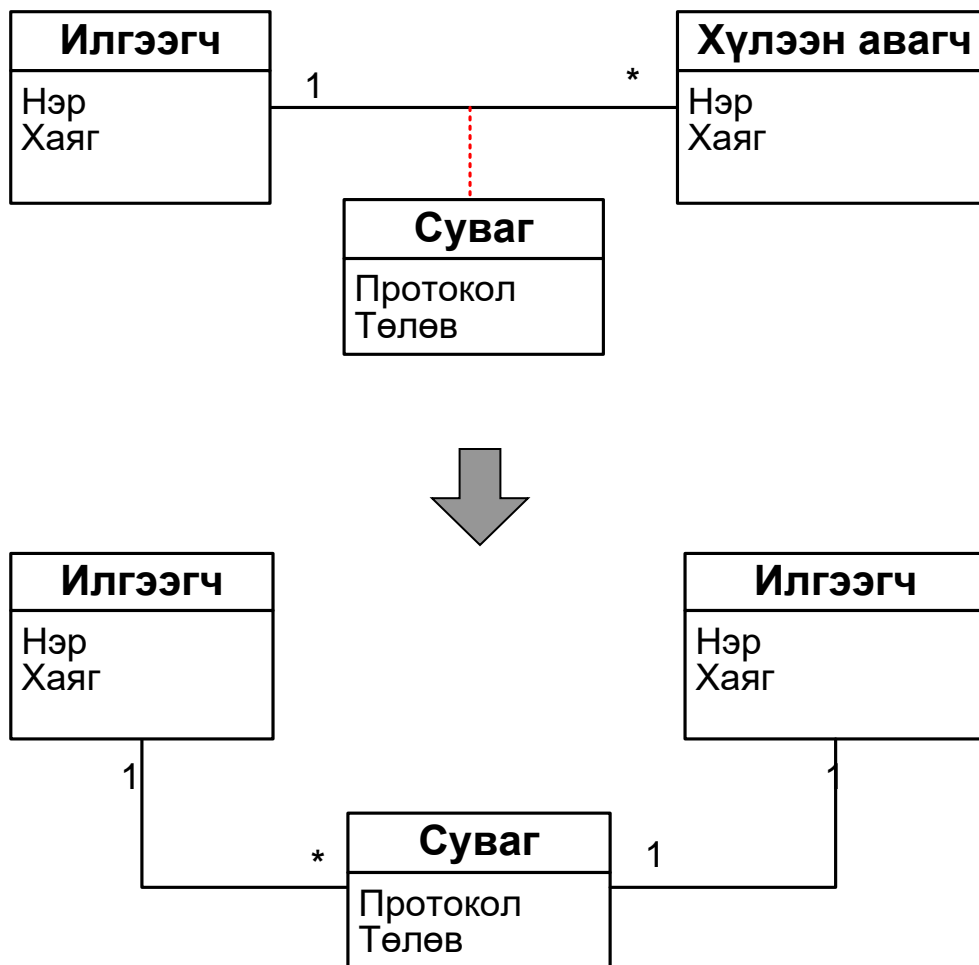 Илгээгч
Нэр
Хаяг
1
*
Хүлээн авагч
Нэр
Хаяг
Суваг
Протокол
Төлөв
Илгээгч
Нэр
Хаяг
Илгээгч
Нэр
Хаяг
1
1
*
Суваг
1
Протокол
Төлөв